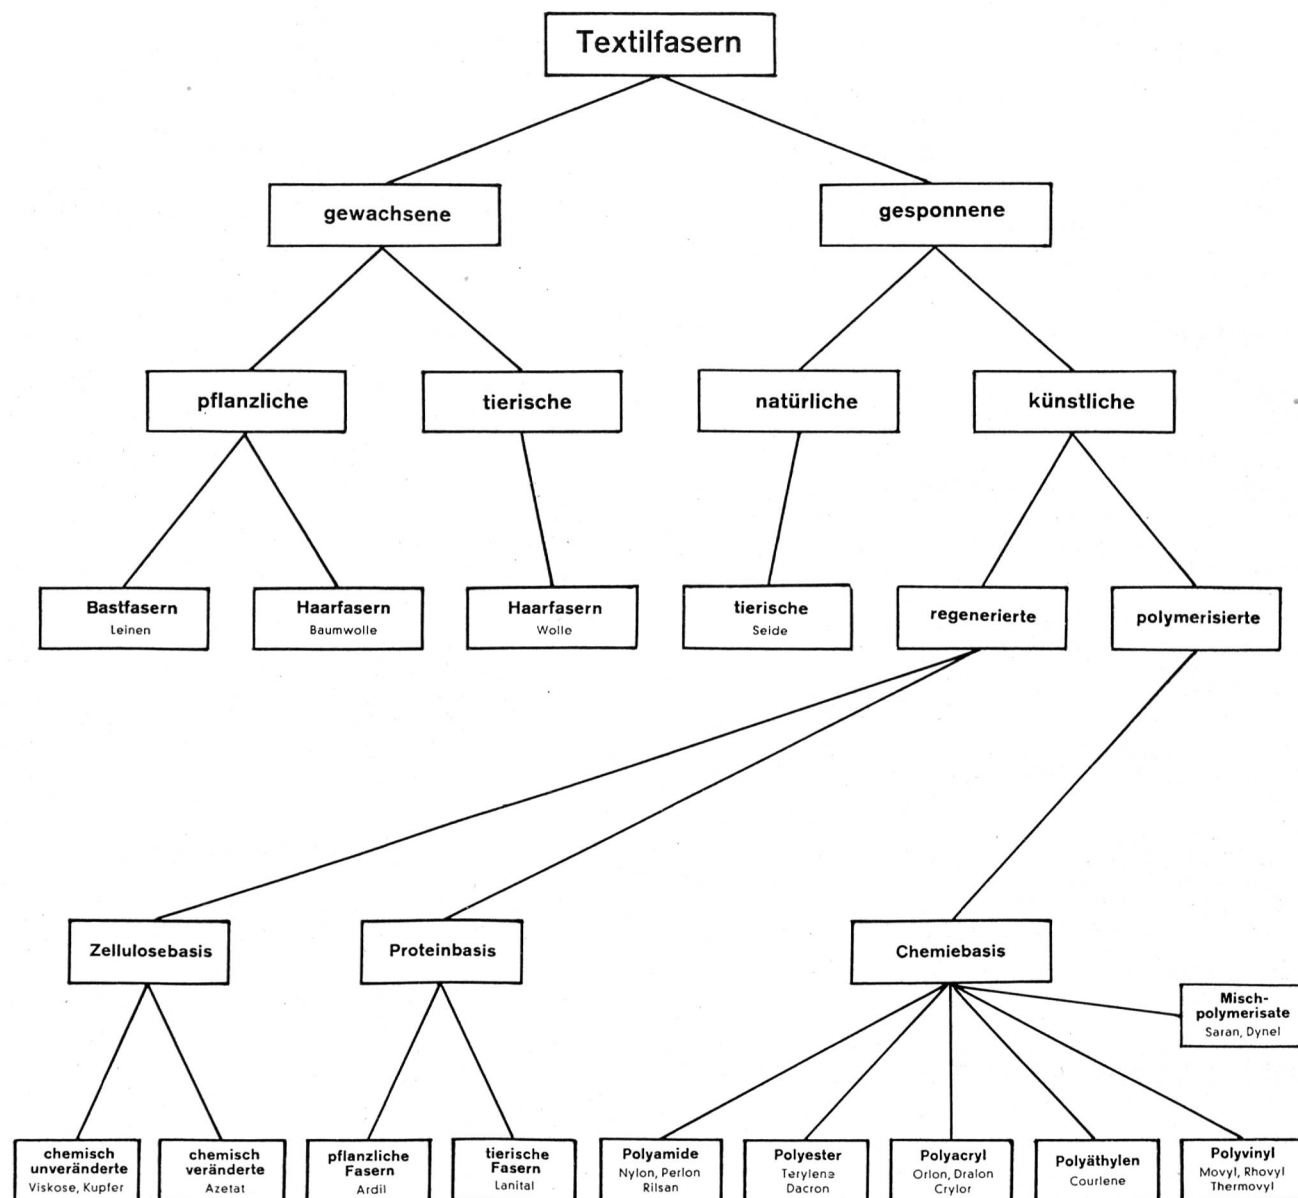 Textilfasern
gewachsene
gesponnene
pflanzliche
tierische
natürliche
künstliche
Bastfasern
Leinen
Haarfasern
Baumwolle
Haarfasern
Wolle
tierische
Seide
regenerierte
polymerisierte
Zellulosebasis
Proteinbasis
Chemiebasis
Misch-
polymerisate
Saran, Dynel
chemisch
unveränderte
Viskose, Kupfer
chemisch
veränderte
Azetat
pflanzliche
Fasern
Ardil
tierische
Fasern
Lanital
Polyamide
Nylon, Perlon
Rilsan
Polyester
Terylene
Dacron
Polyacryl
Orlon, Dralon
Crylor
Polyäthylen
Courlene
Polyvinyl
Movyl, Rhovyl
Thermovyl